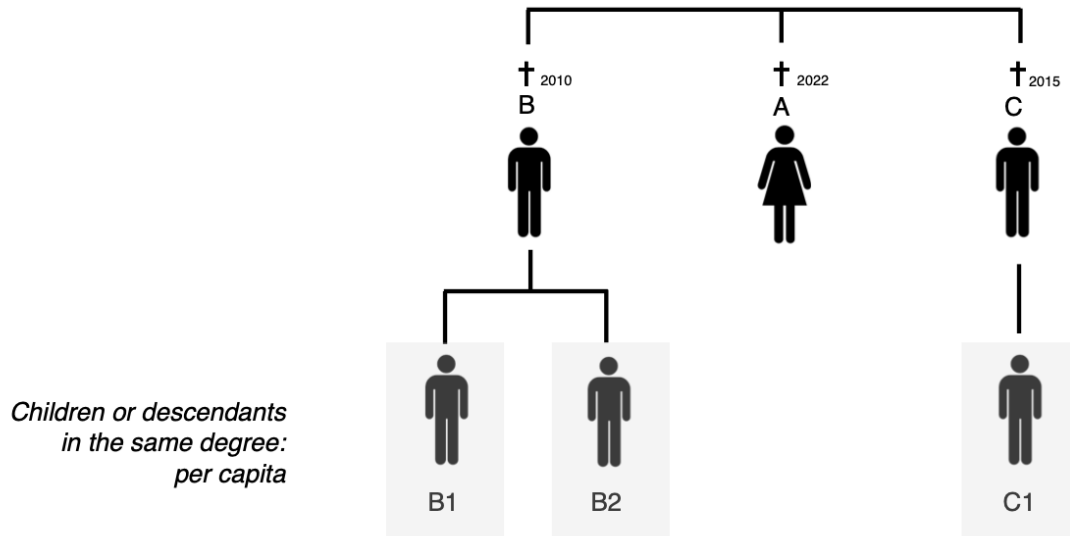 ✝ 2010
✝ 2022
✝ 2015
B
A
C
Children or descendants
in the same degree:
per capita
B1
B2
C1